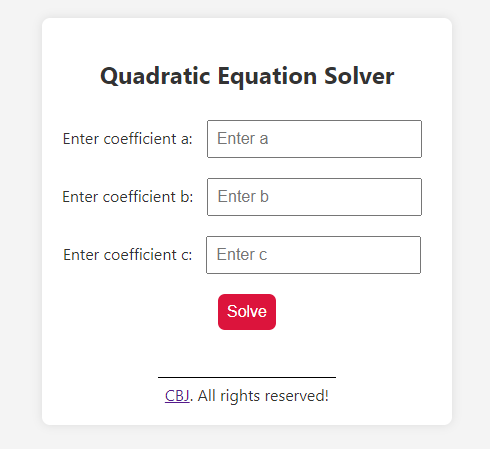 Quadratic Equation Solver
Enter coefficient a: Enter a
Enter coefficient b: Enter b
Enter coefficient c: Enter c
Solve
CBJ. All rights reserved!